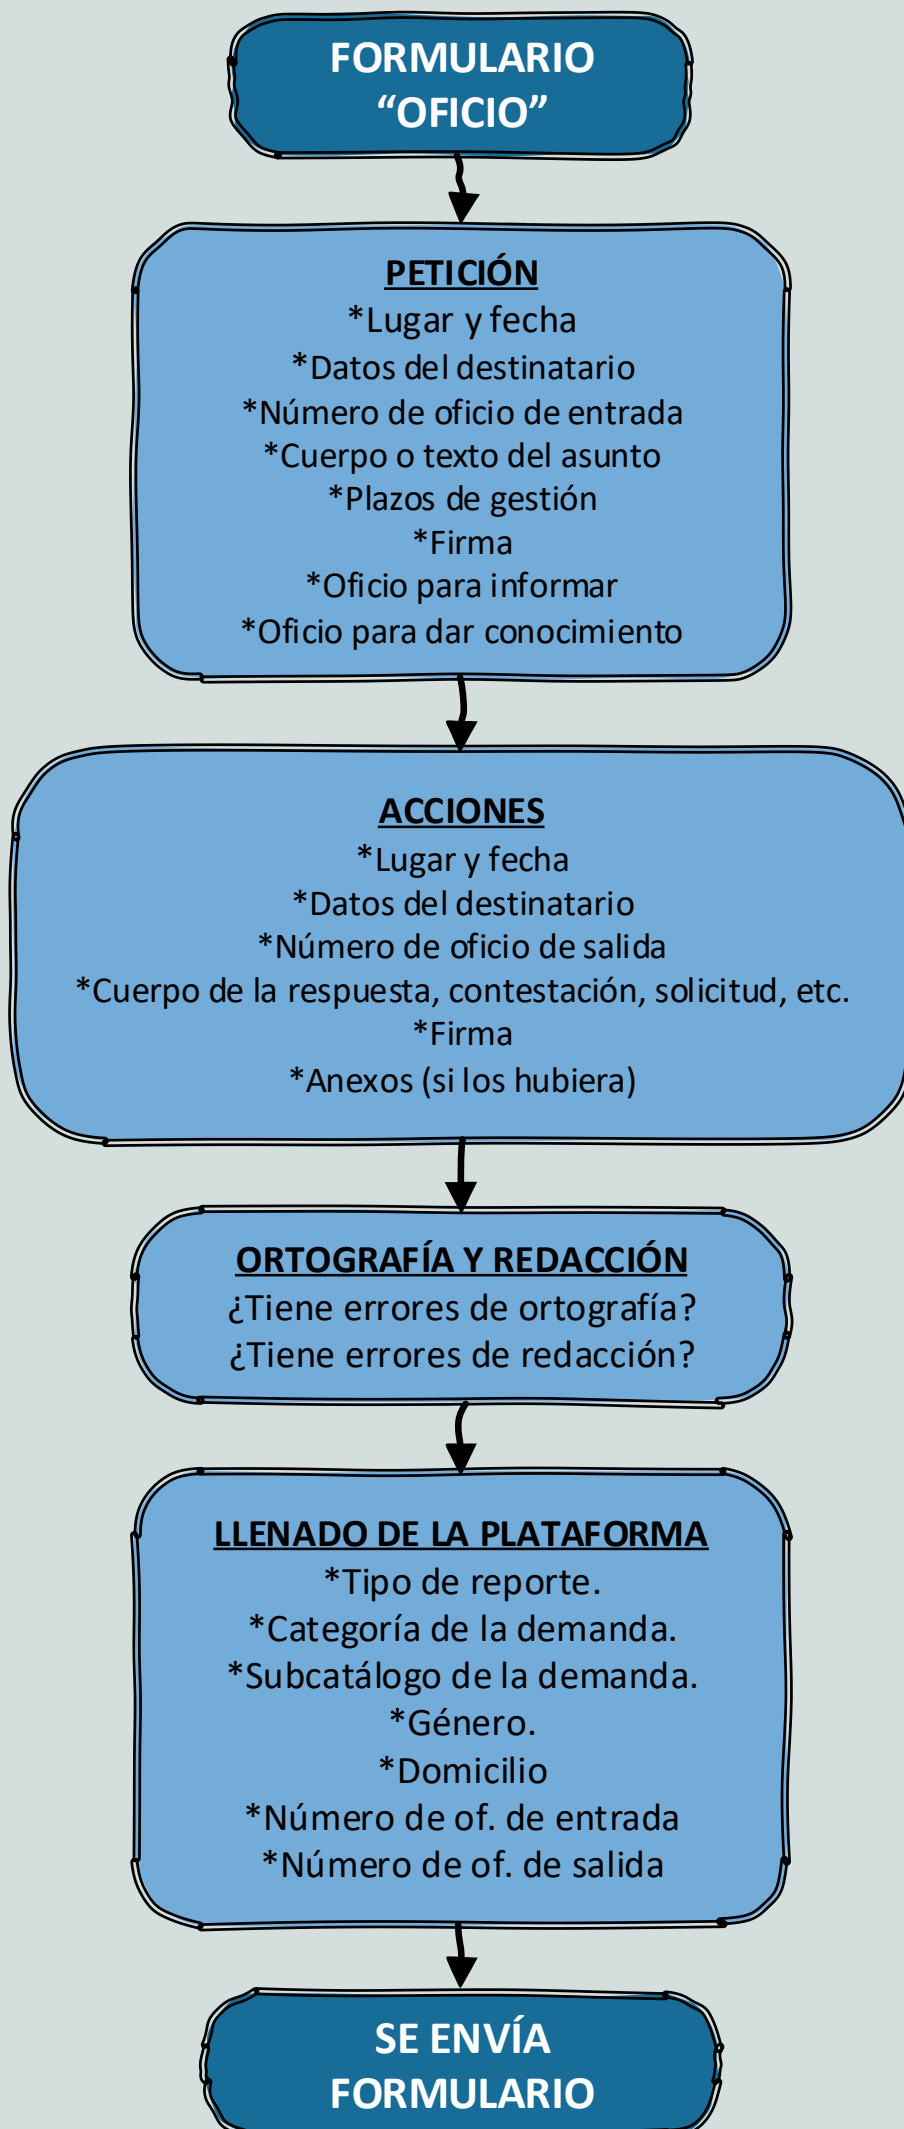 FORMULARIO
“OFICIO”
PETICIÓN
*Lugar y fecha
*Datos del destinatario
*Número de oficio de entrada
*Cuerpo o texto del asunto
*Plazos de gestión
*Firma
*Oficio para informar
*Oficio para dar conocimiento
ACCIONES
*Lugar y fecha
*Datos del destinatario
*Número de oficio de salida
*Cuerpo de la respuesta, contestación, solicitud, etc.
*Firma
*Anexos (si los hubiera)
ORTOGRAFÍA Y REDACCIÓN
¿Tiene errores de ortografía?
¿Tiene errores de redacción?
LLENADO DE LA PLATAFORMA
*Tipo de reporte.
*Categoría de la demanda.
*Subcatálogo de la demanda.
*Género.
*Domicilio
*Número de of. de entrada
*Número de of. de salida
SE ENVÍA
FORMULARIO